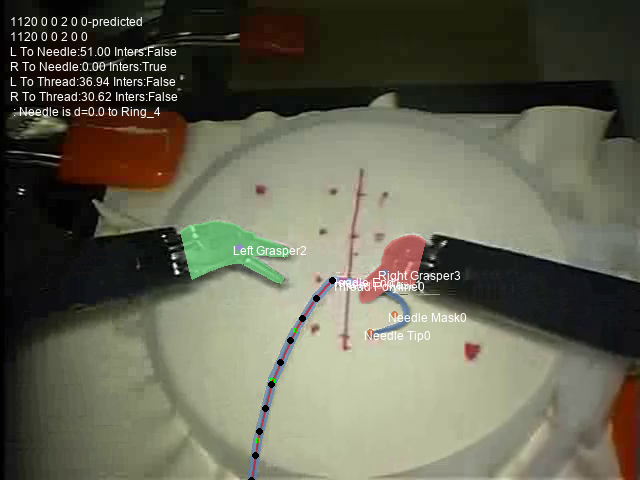 1120 0 0 2 0 0-predicted
1120 0 0 2 0 0
L To Needle:51.00 Inters:False
R To Needle:0.00 Inters:True
L To Thread:36.94 Inters:False
R To Thread:30.62 Inters:False
: Needle is d=0.0 to Ring_4
Left Grasper2
Right Grasper3
Thread Polyline0
Needle Mask0
Needle Tip0